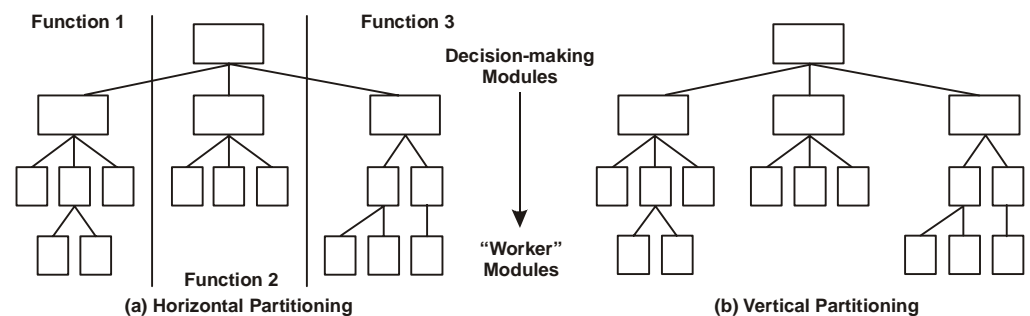 Function 1
Function 3
Decision-making
Modules
“Worker”
Modules
Function 2
(a) Horizontal Partitioning
(b) Vertical Partitioning